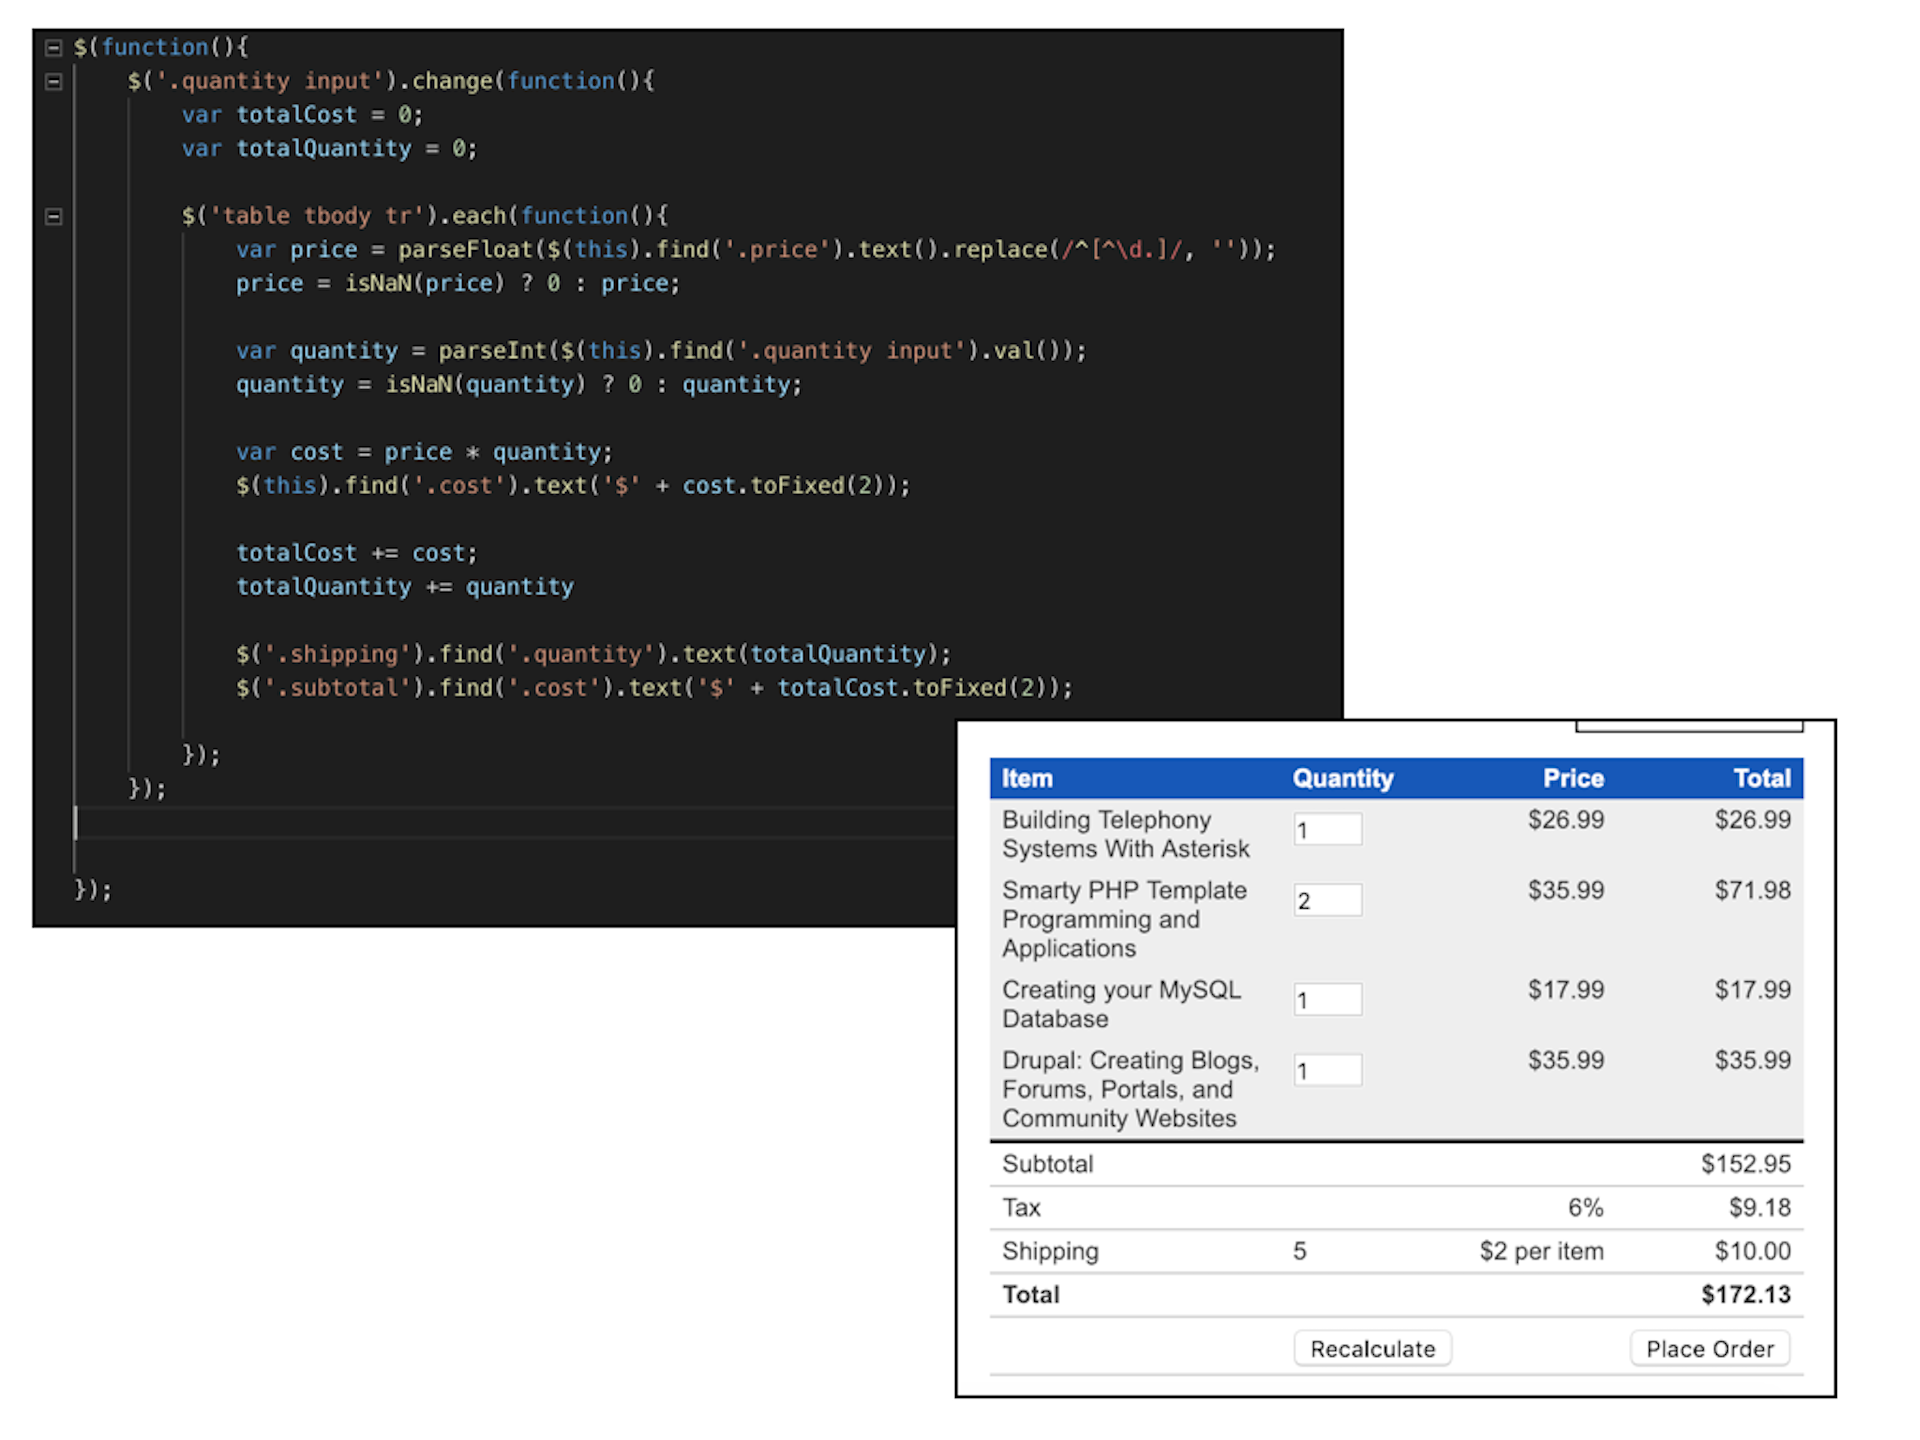 $(function(){
$('.quantity input').change(function(){
var totalCost = 0;
var totalQuantity = 0;
$('table tbody tr').each(function(){
var price = parseFloat($(this).find('.price').text().replace(/^[^\d.]/, ''));
price = isNaN(price) ? 0 : price;
var quantity = parseInt($(this).find('.quantity input').val());
quantity = isNaN(quantity) ? 0 : quantity;
var cost = price * quantity;
$(this).find('.cost').text('$' + cost.toFixed(2));
totalCost += cost;
totalQuantity += quantity
$('.shipping').find('.quantity').text(totalQuantity);
$('.subtotal').find('.cost').text('$' + totalCost.toFixed(2));
});
});
});
Item Quantity Price Total
Building Telephony 1 $26.99 $26.99
Systems With Asterisk
Smarty PHP Template 2 $35.99 $71.98
Programming and
Applications
Creating your MySQL 1 $17.99 $17.99
Database
Drupal: Creating Blogs, 1 $35.99 $35.99
Forums, Portals, and
Community Websites
Subtotal $152.95
Tax 6% $9.18
Shipping 5 $2 per item $10.00
Total $172.13
Recalculate Place Order